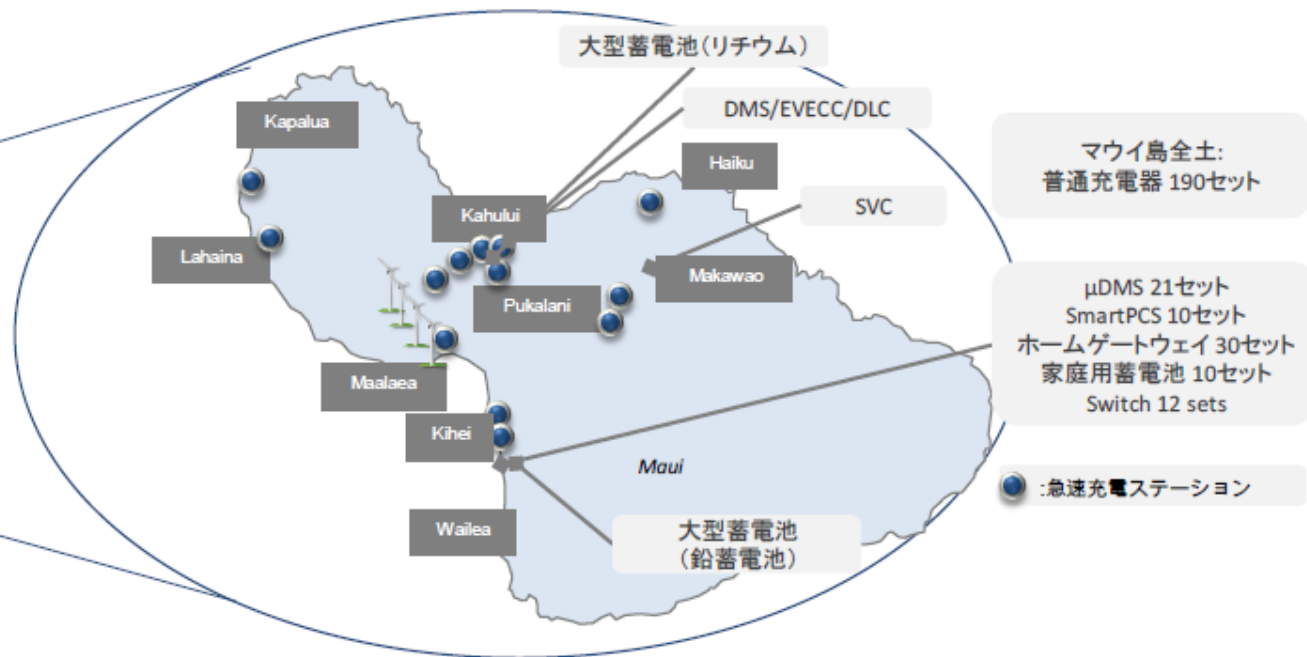 大型蓄電池（リチウム）
DMS/EVECC/DLC
Kapalua
Haiku
マウイ島全土:
普通充電器 190セット
SVC
Kahului
Lahaina
Makawao
Pukalani
μDMS 21セット
SmartPCS 10セット
ホームゲートウェイ 30セット
家庭用蓄電池 10セット
Switch 12 sets
Maalaea
Kihei
Maui
:急速充電ステーション
Wailea
大型蓄電池
（鉛蓄電池）